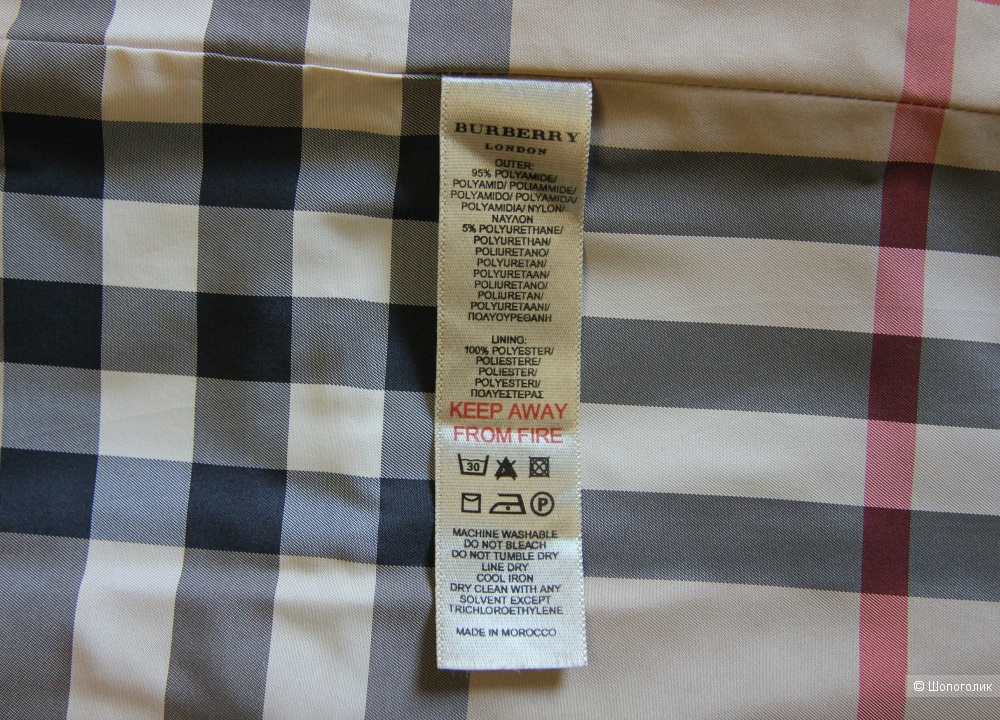 BURBERRY
LONDON
OUTER:
95% POLYAMIDE/
POLYAMID/ POLIAMMIDE/
POLYAMIDO/ POLYAMIDA/
POLYAMIDIA/ NYLON/
ΝΑΥΛΟΝ
5% POLYURETHANE/
POLYURETHAN/
POLIURETANO/
POLYURETAN/
POLYURETAAN/
POLIURETANO/
POLIURETAN/
POLYURETAANI/
ΠΟΛΥΟΥΡΕΘΑΝΗ
LINING:
100% POLYESTER/
POLIESTERE/
POLIESTER/
POLYESTERI/
ΠΟΛΥΕΣΤΕΡΑΣ
KEEP AWAY
FROM FIRE
30
P
MACHINE WASHABLE
DO NOT BLEACH
DO NOT TUMBLE DRY
LINE DRY
COOL IRON
DRY CLEAN WITH ANY
SOLVENT EXCEPT
TRICHLOROETHYLENE
MADE IN MOROCCO
© Шопоголик